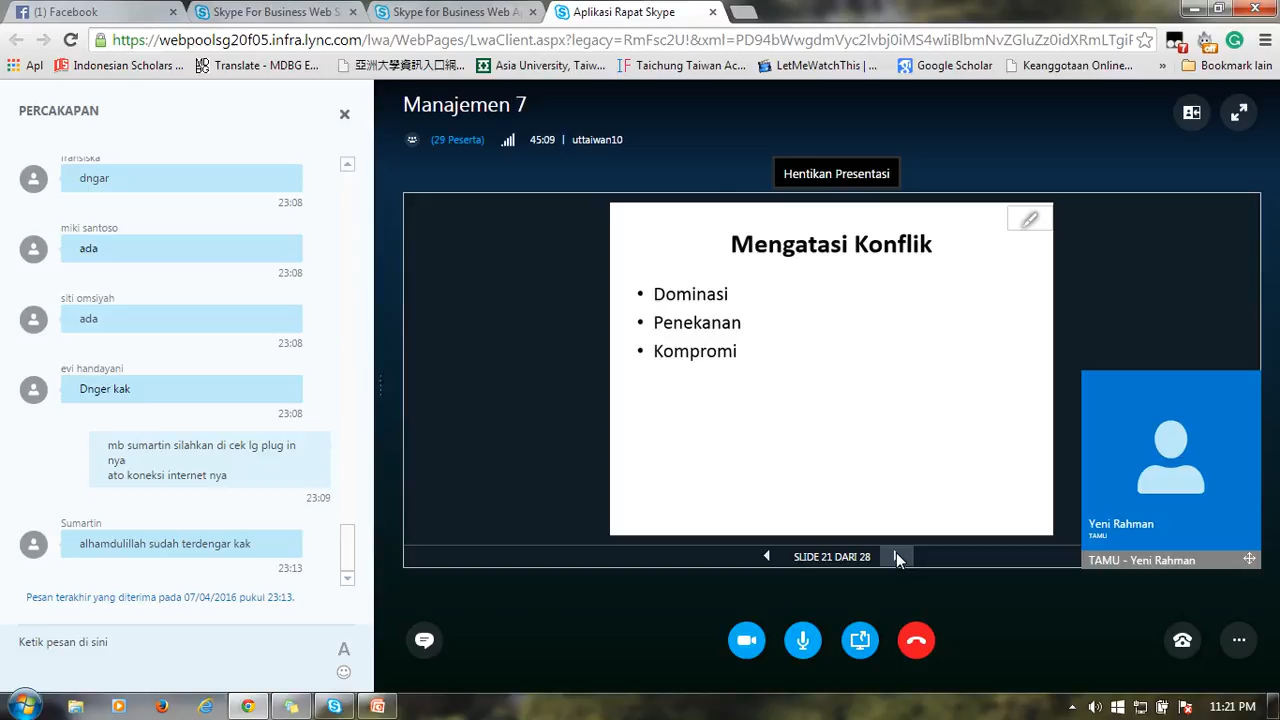 (1) Facebook
Skype For Business Web S
Skype for Business Web Ap
Aplikasi Rapat Skype
https://webpoolsg20f05.infra.lync.com/lwa/WebPages/LwaClient.aspx?legacy=RmFsc2U!&xml=PD94bWwgdmVyc2lvbj0iMS4wIiBlbmNvZGluZz0idXRmLTgiPz
Apl
Indonesian Scholars ...
Translate - MDBG E...
亞洲大學資訊入口網...
Asia University, Taiw...
Taichung Taiwan Ac...
LetMeWatchThis | ...
Google Scholar
Keanggotaan Online...
»
Bookmark lain
PERCAKAPAN
fransiska
dngar
23:08
miki santoso
ada
23:08
siti omsiyah
ada
23:08
evi handayani
Dnger kak
23:08
mb sumartin silahkan di cek lg plug in
nya
ato koneksi internet nya
23:09
Sumartin
alhamdulillah sudah terdengar kak
23:13
Pesan terakhir yang diterima pada 07/04/2016 pukul 23:13.
Ketik pesan di sini
A
Manajemen 7
(29 Peserta)
45:09 | uttaiwan10
Hentikan Presentasi
Mengatasi Konflik
• Dominasi
• Penekanan
• Kompromi
SLIDE 21 DARI 28
Yeni Rahman
TAMU
TAMU - Yeni Rahman
11:21 PM